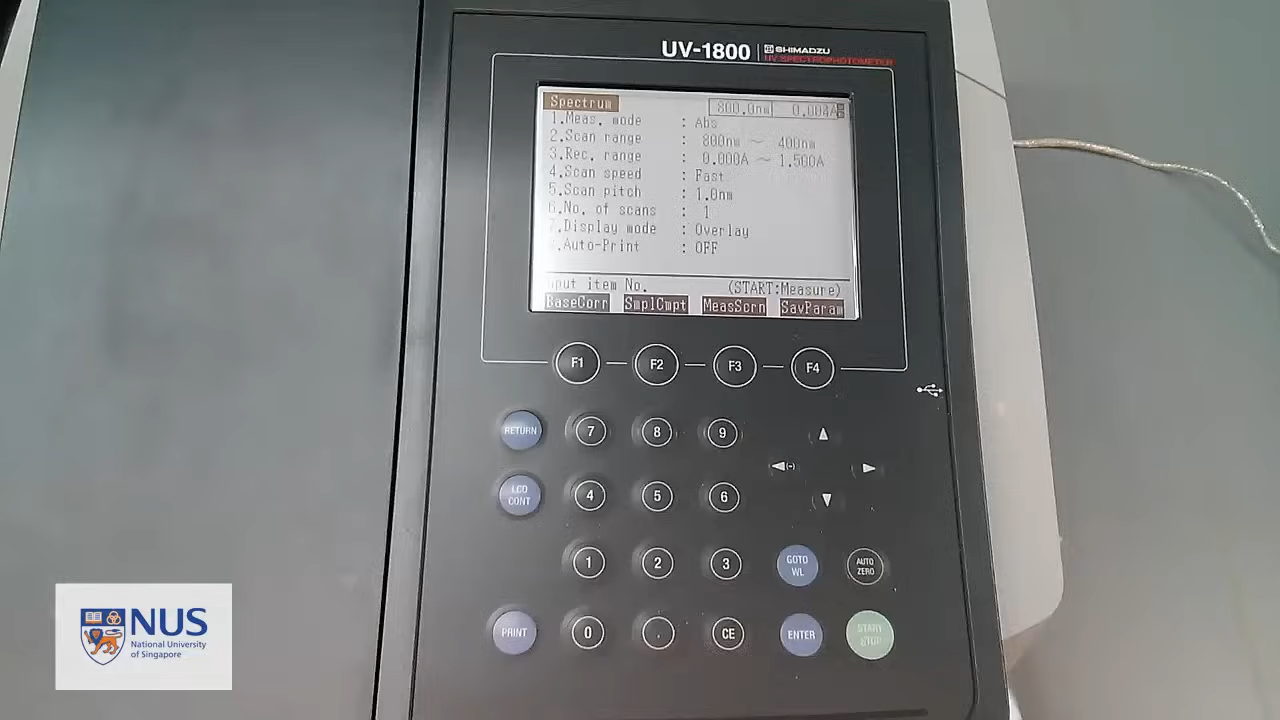 UV-1800 SHIMADZU
UV SPECTROPHOTOMETER
Spectrum 800.0nm 0.004A
1.Meas. mode : Abs
2.Scan range : 800nm ~ 400nm
3.Rec. range : 0.000A ~ 1.500A
4.Scan speed : Fast
5.Scan pitch : 1.0nm
6.No. of scans : 1
7.Display mode : Overlay
.Auto-Print : OFF
nput item No. (START:Measure)
BaseCorr SmplCmpt MeasScrn SavParam
F1 F2 F3 F4
RETURN 7 8 9
(-)
LCD CONT 4 5 6
1 2 3 GOTO WL AUTO ZERO
PRINT 0 . CE ENTER START STOP
NUS
National University
of Singapore